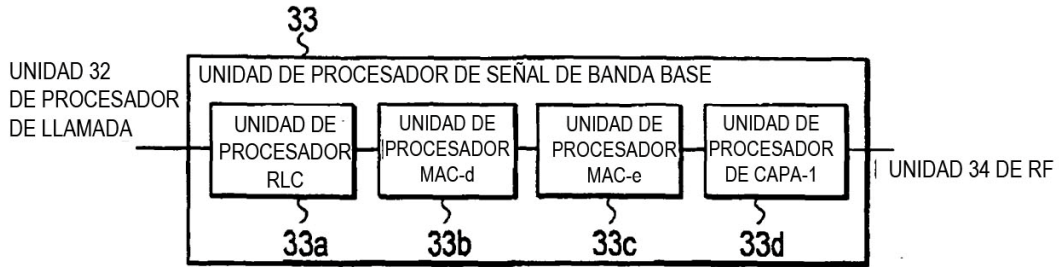 33
UNIDAD 32
DE PROCESADOR
DE LLAMADA
UNIDAD DE PROCESADOR DE SEÑAL DE BANDA BASE
UNIDAD DE
PROCESADOR
RLC
UNIDAD DE
PROCESADOR
MAC-d
UNIDAD DE
PROCESADOR
MAC-e
UNIDAD DE
PROCESADOR
DE CAPA-1
UNIDAD 34 DE RF
33a
33b
33c
33d